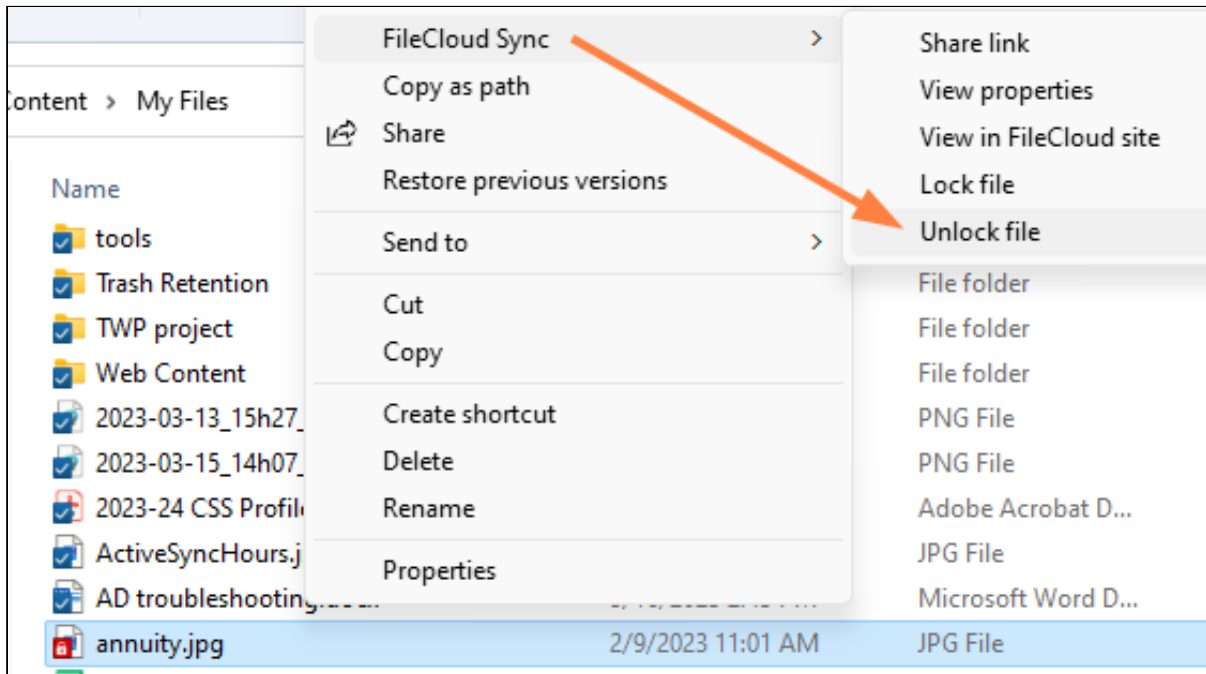 FileCloud Sync
Copy as path
Share
Restore previous versions
Send to
Cut
Copy
Create shortcut
Delete
Rename
Properties
Share link
View properties
View in FileCloud site
Lock file
Unlock file
My Files
Name
tools
File folder
Trash Retention
File folder
TWP project
File folder
Web Content
2023-03-13_15h27_ PNG File
2023-03-15_14h07_ PNG File
2023-24 CSS Adobe Acrobat D...
JPG File
AD Microsoft Word D...
annuity.jpg 2/9/2023 11:01 AM JPG File